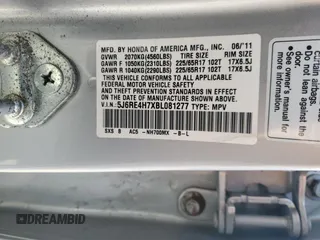 MFD. BY HONDA OF AMERICA MFG., INC. 06/11
GVWR 2070KG(4560LBS) TIRE SIZE RIM SIZE
GAWR F 1050KG(2310LBS) 225/65R17 102T 17X6.5J
GAWR R 1040KG(2290LBS) 225/65R17 102T 17X6.5J
THIS VEHICLE CONFORMS TO ALL APPLICABLE
FEDERAL MOTOR VEHICLE SAFETY AND
THEFT PREVENTION STANDARDS IN EFFECT ON
THE DATE OF MANUFACTURE SHOWN ABOVE.
V.I.N.: 5J6RE4H7XBL081277 TYPE: MPV
SXS 8 AC5 - NH700MX - B-L
airbags.
See owner's manual
for
DREAMBID